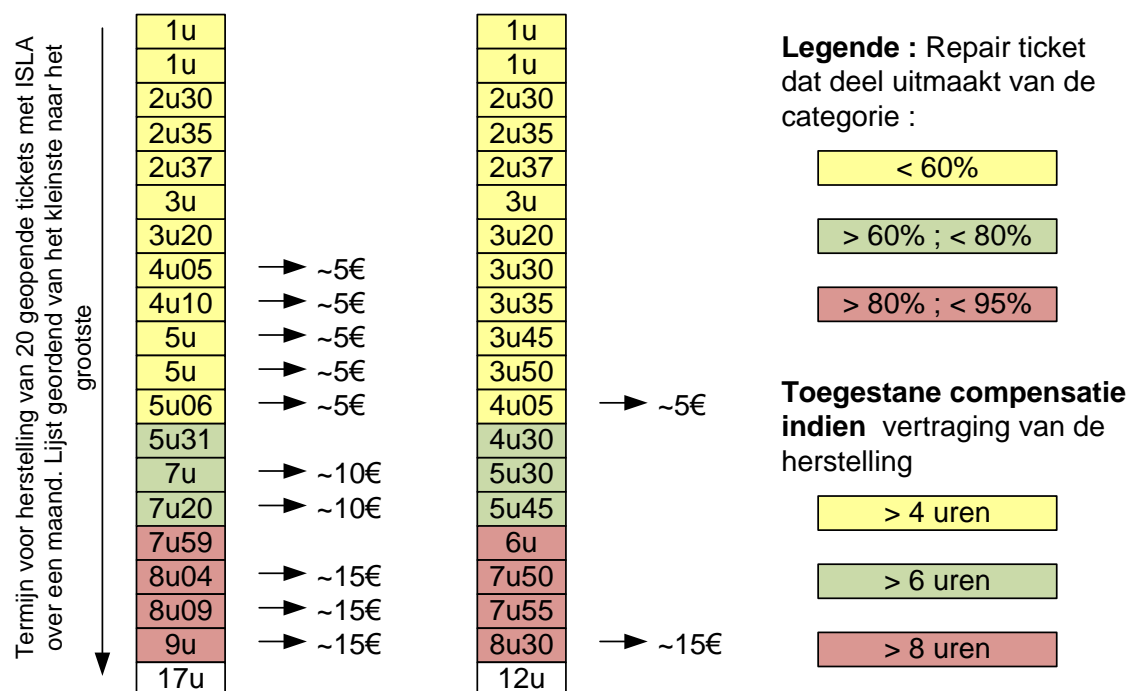 Termijn voor herstelling van 20 geopende tickets met ISLA
over een maand. Lijst geordend van het kleinste naar het
grootste
1u
1u
2u30
2u35
2u37
3u
3u20
4u05 ~5€
4u10 ~5€
5u ~5€
5u ~5€
5u06 ~5€
5u31
7u ~10€
7u20 ~10€
7u59
8u04 ~15€
8u09 ~15€
9u ~15€
17u
1u
1u
2u30
2u35
2u37
3u
3u20
3u30
3u35
3u45
3u50
4u05 ~5€
4u30
5u30
5u45
6u
7u50
7u55
8u30 ~15€
12u
Legende : Repair ticket
dat deel uitmaakt van de
categorie :
< 60%
> 60% ; < 80%
> 80% ; < 95%
Toegestane compensatie
indien vertraging van de
herstelling
> 4 uren
> 6 uren
> 8 uren